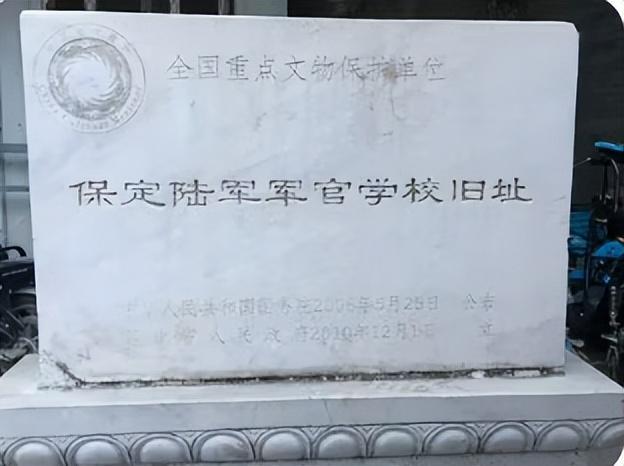 全国重点文物保护单位
保定陆军军官学校旧址
中华人民共和国国务院2006年5月25日 公布
河北省人民政府2010年12月1日 立